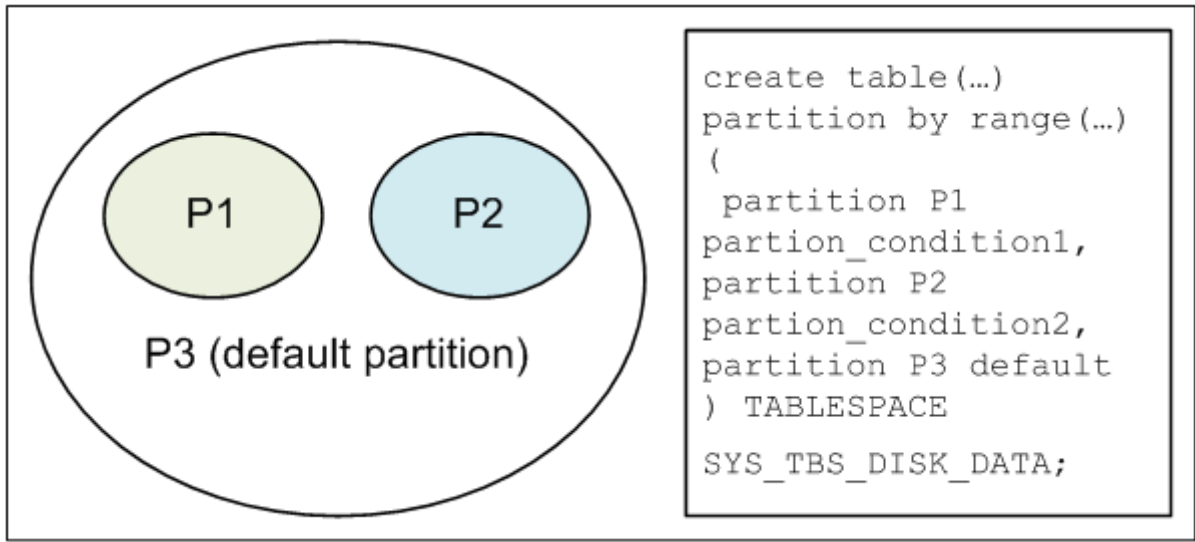 P1
P2
P3 (default partition)
create table(…)
partition by range(…)
(
partition P1
partion_condition1,
partition P2
partion_condition2,
partition P3 default
) TABLESPACE
SYS_TBS_DISK_DATA;